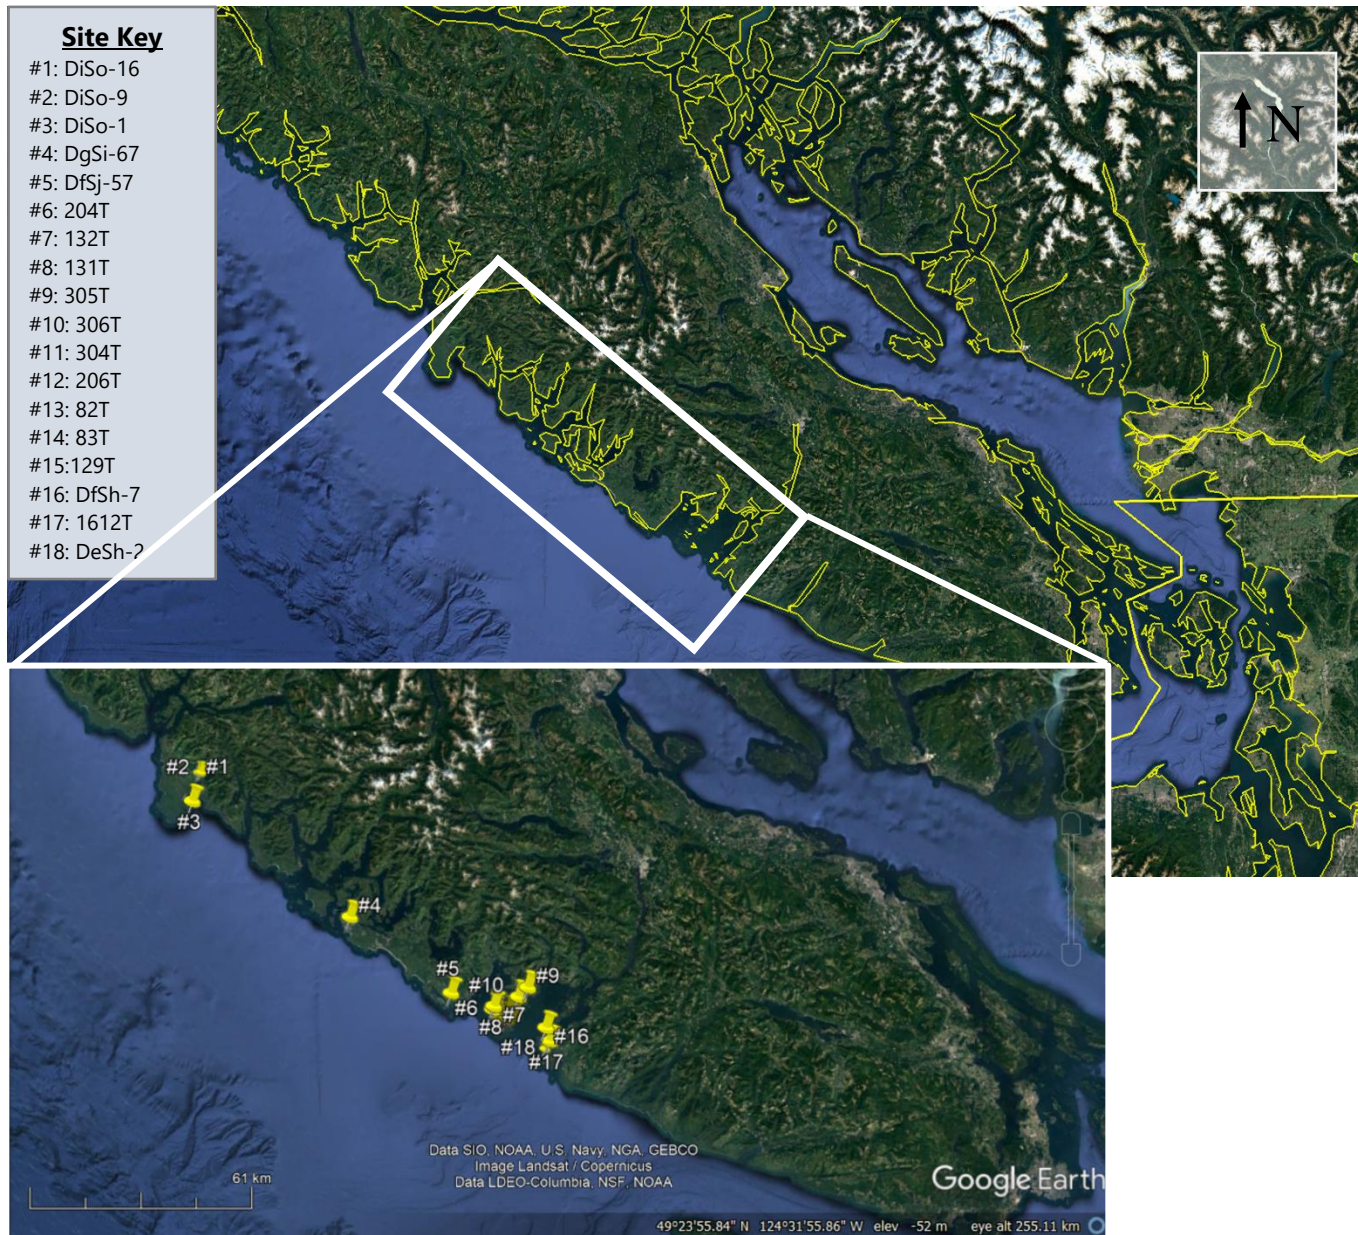 Site Key
#1: DiSo-16
#2: DiSo-9
#3: DiSo-1
#4: DgSi-67
#5: DfSj-57
#6: 204T
#7: 132T
#8: 131T
#9: 305T
#10: 306T
#11: 304T
#12: 206T
#13: 82T
#14: 83T
#15:129T
#16: DfSh-7
#17: 1612T
#18: DeSh-2
N
#2
#1
#3
#4
#5
#9
#10
#6
#7
#8
#16
#18
#17
Data SIO, NOAA, U.S. Navy, NGA, GEBCO
Image Landsat / Copernicus
Data LDEO-Columbia, NSF, NOAA
61 km
Google Earth
49°23'55.84" N 124°31'55.86" W elev -52 m eye alt 255.11 km